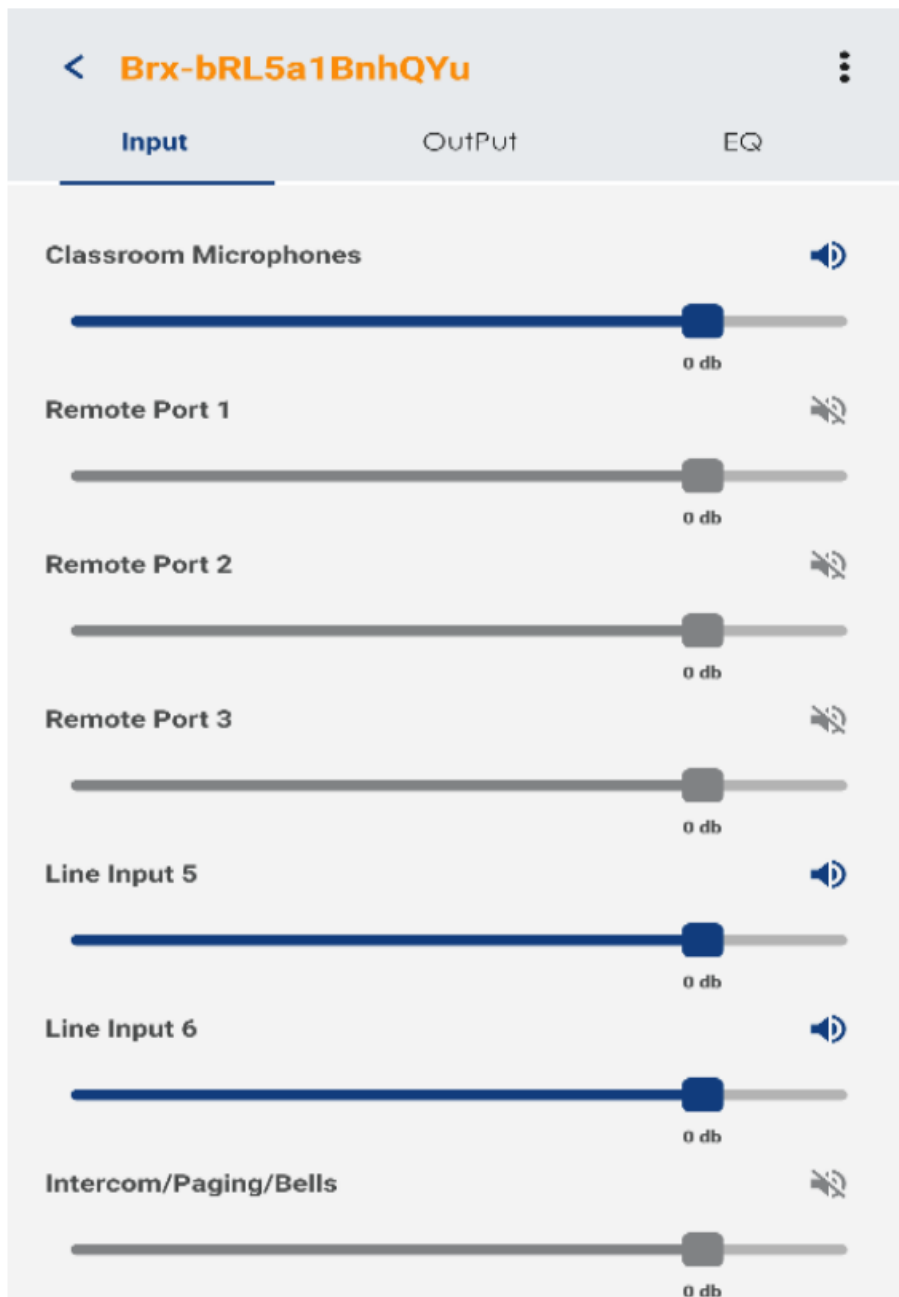 Brx-bRL5a1BnhQYu
Input OutPut EQ
Classroom Microphones
0 db
Remote Port 1
0 db
Remote Port 2
0 db
Remote Port 3
0 db
Line Input 5
0 db
Line Input 6
0 db
Intercom/Paging/Bells
0 db